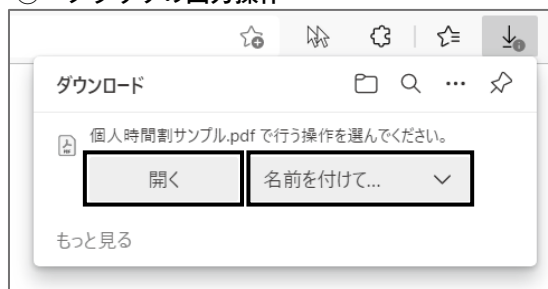 ダウンロード
個人時間割サンプル.pdf で行う操作を選んでください。
開く
名前を付けて...
もっと見る